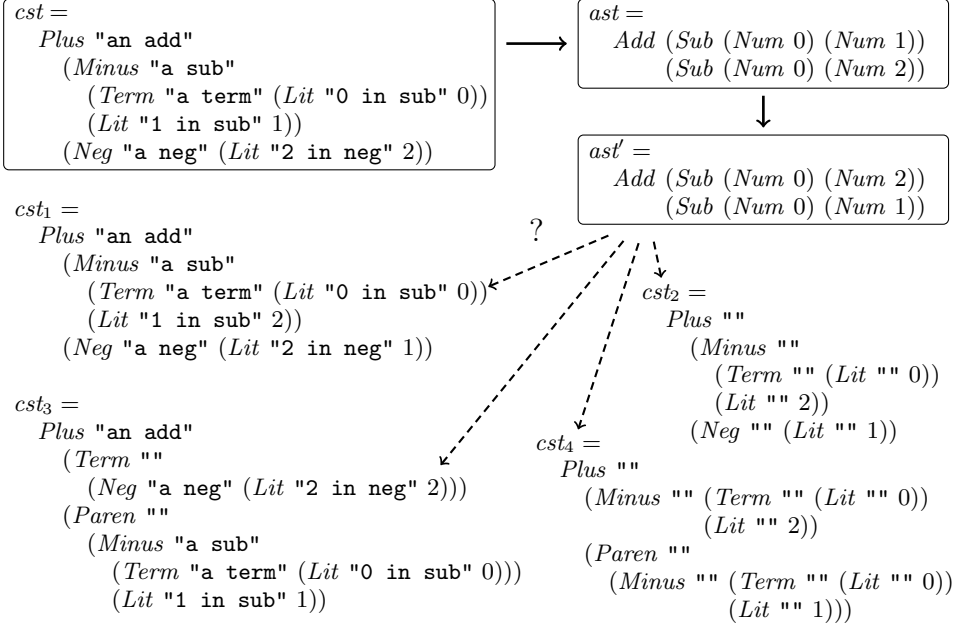 cst =
Plus "an add"
(Minus "a sub"
(Term "a term" (Lit "0 in sub" 0))
(Lit "1 in sub" 1))
(Neg "a neg" (Lit "2 in neg" 2))
ast =
Add (Sub (Num 0) (Num 1))
(Sub (Num 0) (Num 2))
ast′ =
Add (Sub (Num 0) (Num 2))
(Sub (Num 0) (Num 1))
?
cst₁ =
Plus "an add"
(Minus "a sub"
(Term "a term" (Lit "0 in sub" 0))
(Lit "1 in sub" 2))
(Neg "a neg" (Lit "2 in neg" 1))
cst₂ =
Plus ""
(Minus ""
(Term "" (Lit "" 0))
(Lit "" 2))
(Neg "" (Lit "" 1))
cst₃ =
Plus "an add"
(Term ""
(Neg "a neg" (Lit "2 in neg" 2)))
(Paren ""
(Minus "a sub"
(Term "a term" (Lit "0 in sub" 0)))
(Lit "1 in sub" 1))
cst₄ =
Plus ""
(Minus "" (Term "" (Lit "" 0))
(Lit "" 2))
(Paren ""
(Minus "" (Term "" (Lit "" 0))
(Lit "" 1)))